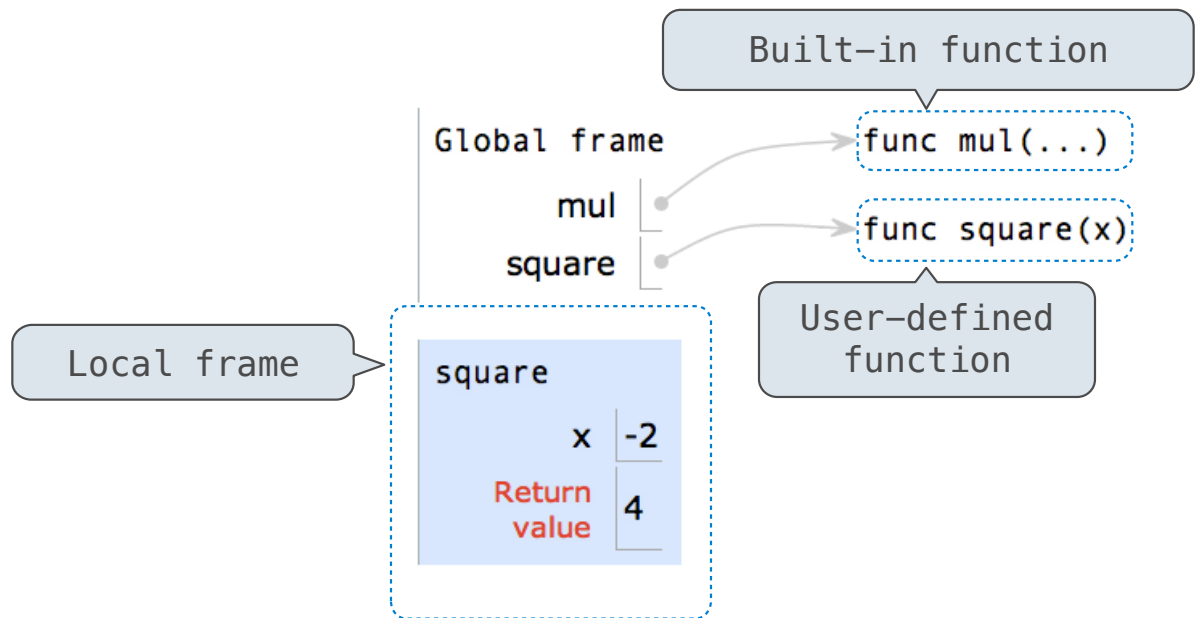 Built-in function
Global frame
func mul(...)
mul
func square(x)
square
User-defined
function
Local frame
square
x -2
Return
value 4